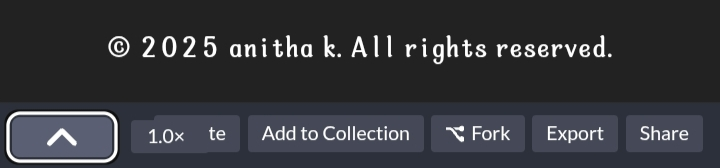 © 2025 anitha k. All rights reserved.
1.0× te Add to Collection Fork Export Share